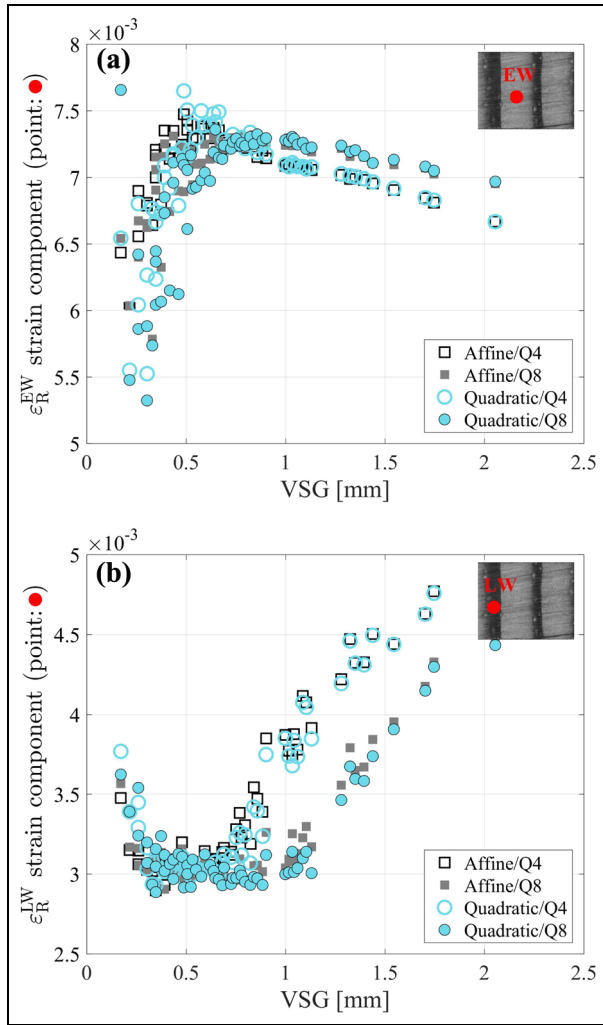 ×10⁻³
(a)
EW
8
7.5
7
6.5
6
5.5
5
ε_R^EW strain component (point: )
Affine/Q4
Affine/Q8
Quadratic/Q4
Quadratic/Q8
0 0.5 1 1.5 2 2.5
VSG [mm]
×10⁻³
(b)
LW
5
4.5
4
3.5
3
2.5
ε_R^LW strain component (point: )
Affine/Q4
Affine/Q8
Quadratic/Q4
Quadratic/Q8
0 0.5 1 1.5 2 2.5
VSG [mm]